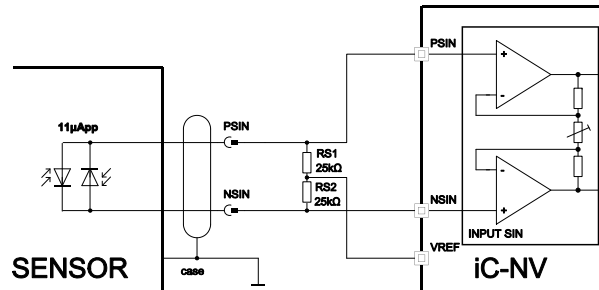 PSIN
+
-
11µApp
PSIN
RS1
25kΩ
RS2
25kΩ
-
NSIN
NSIN
+
VREF
INPUT SIN
SENSOR
case
iC-NV